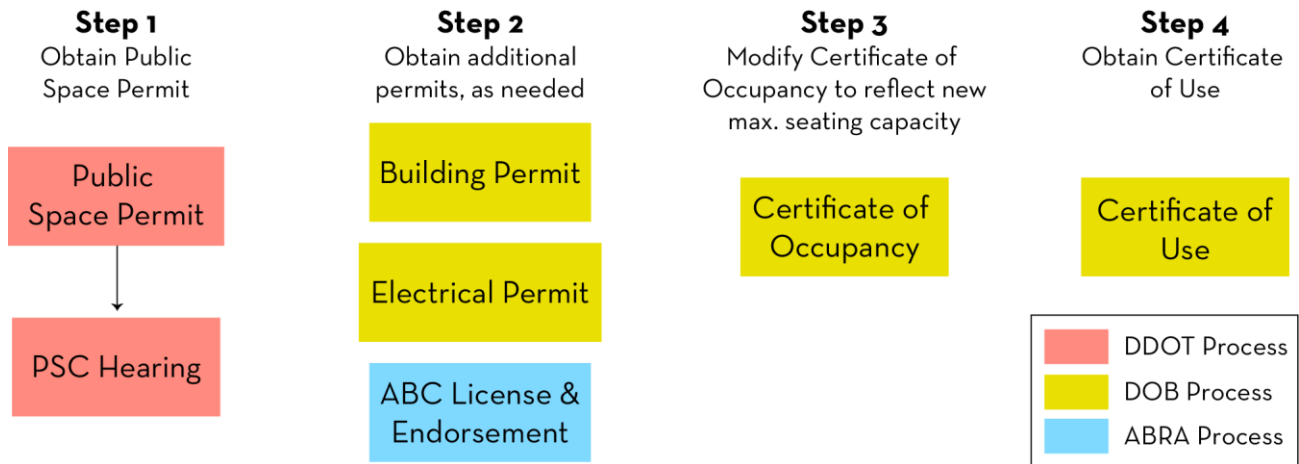 Step 1
Obtain Public
Space Permit
Public
Space Permit
PSC Hearing
Step 2
Obtain additional
permits, as needed
Building Permit
Electrical Permit
ABC License &
Endorsement
Step 3
Modify Certificate of
Occupancy to reflect new
max. seating capacity
Certificate of
Occupancy
Step 4
Obtain Certificate
of Use
Certificate of
Use
DDOT Process
DOB Process
ABRA Process